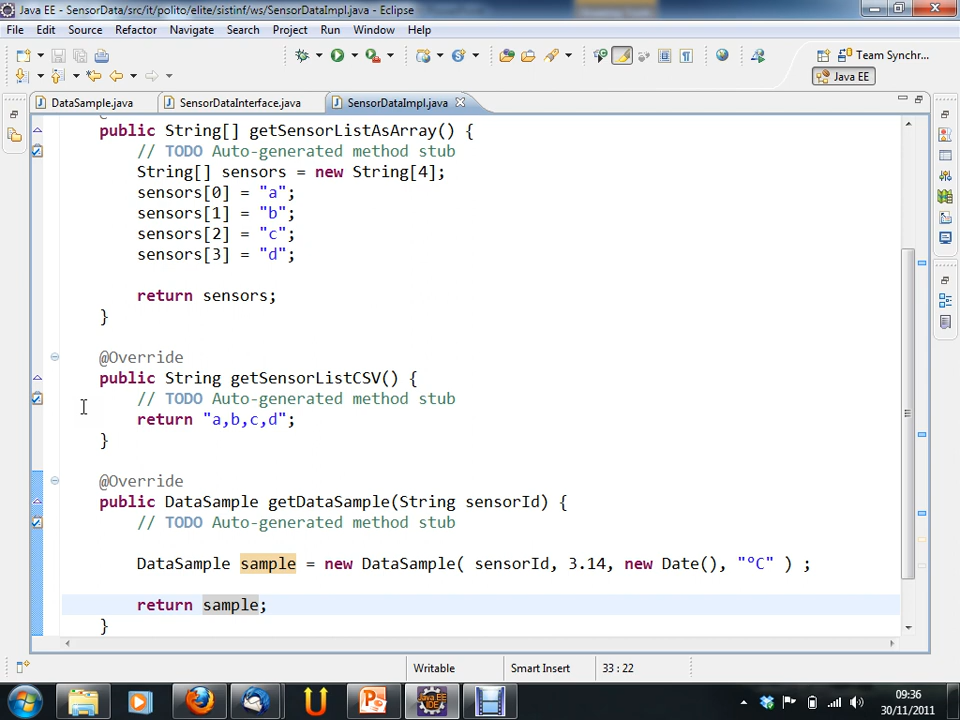 Java EE - SensorData/src/it/polito/elite/sistinf/ws/SensorDataImpl.java - Eclipse
File Edit Source Refactor Navigate Search Project Run Window Help
Team Synchr...
Java EE
DataSample.java SensorDataInterface.java SensorDataImpl.java
public String[] getSensorListAsArray() {
// TODO Auto-generated method stub
String[] sensors = new String[4];
sensors[0] = "a";
sensors[1] = "b";
sensors[2] = "c";
sensors[3] = "d";
return sensors;
}
@Override
public String getSensorListCSV() {
// TODO Auto-generated method stub
return "a,b,c,d";
}
@Override
public DataSample getDataSample(String sensorId) {
// TODO Auto-generated method stub
DataSample sample = new DataSample( sensorId, 3.14, new Date(), "°C" ) ;
return sample;
}
Writable Smart Insert 33 : 22
09:36
30/11/2011